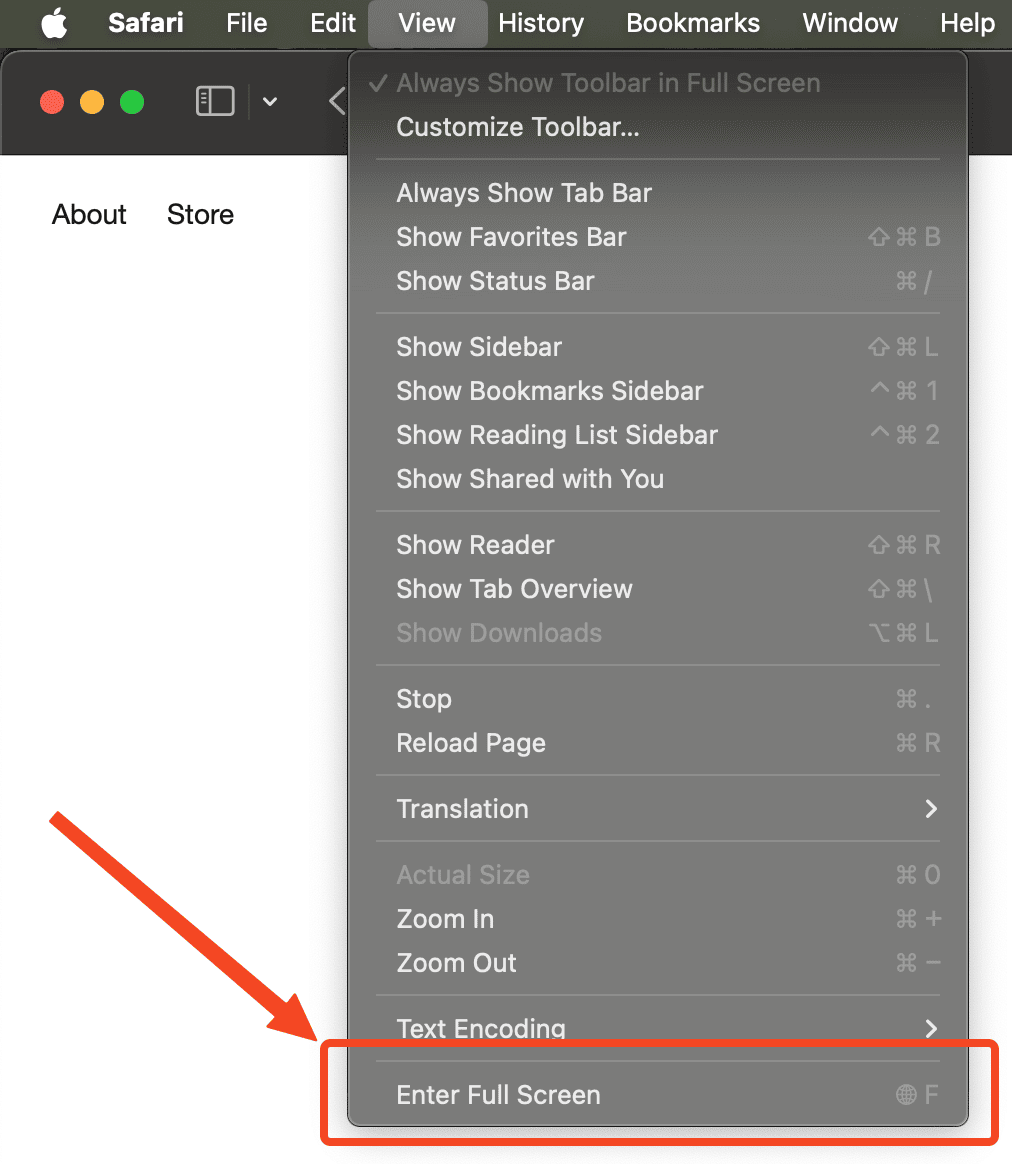 Safari File Edit View History Bookmarks Window Help
✓ Always Show Toolbar in Full Screen
Customize Toolbar...
Always Show Tab Bar
About Store
Show Favorites Bar ⇧⌘B
Show Status Bar ⌘/
Show Sidebar ⇧⌘L
Show Bookmarks Sidebar ^⌘1
Show Reading List Sidebar ^⌘2
Show Shared with You
Show Reader ⇧⌘R
Show Tab Overview ⇧⌘\
Show Downloads ⌥⌘L
Stop ⌘.
Reload Page ⌘R
Translation >
Actual Size ⌘0
Zoom In ⌘+
Zoom Out ⌘−
Text Encoding >
Enter Full Screen 🌐F